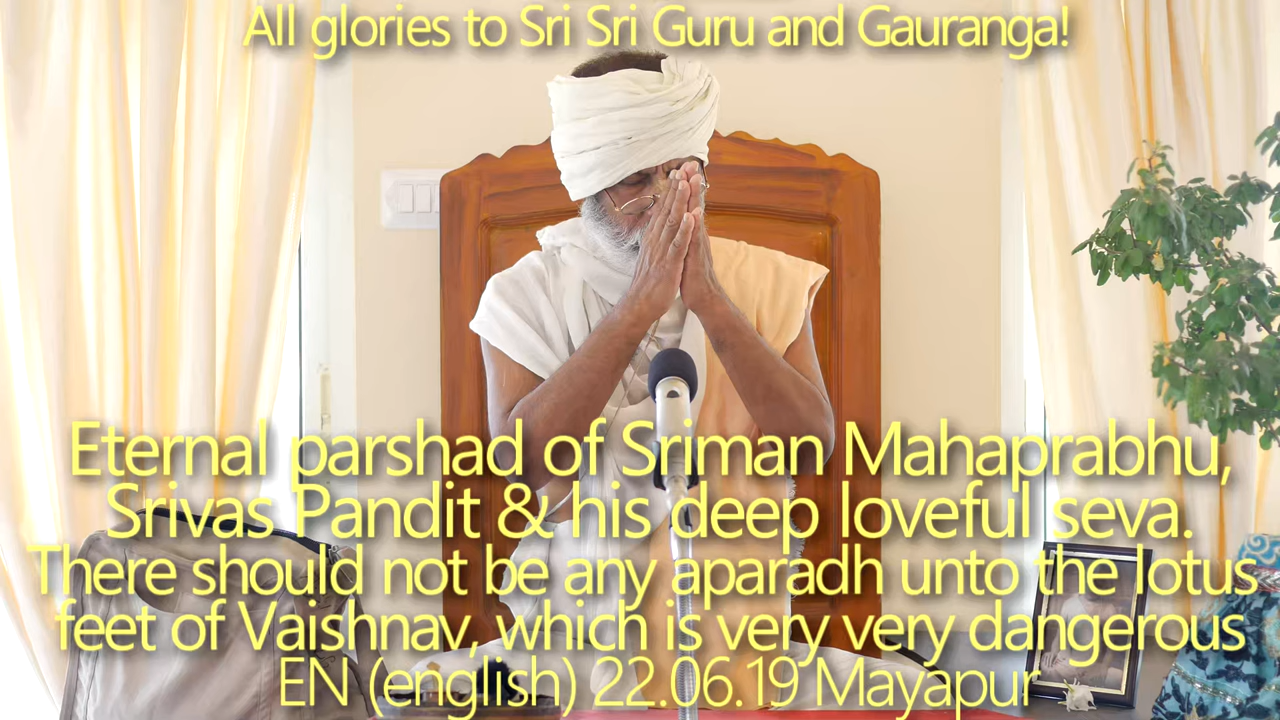 All glories to Sri Sri Guru and Gauranga!
Eternal parshad of Sriman Mahaprabhu,
Srivas Pandit & his deep loveful seva.
There should not be any aparadh unto the lotus
feet of Vaishnav, which is very very dangerous
EN (english) 22.06.19 Mayapur